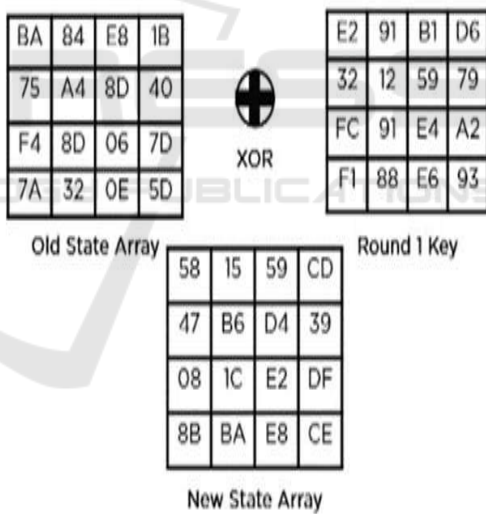 BA 84 E8 1B
75 A4 8D 40
F4 8D 06 7D
7A 32 0E 5D
Old State Array
XOR
E2 91 B1 D6
32 12 59 79
FC 91 E4 A2
F1 88 E6 93
Round 1 Key
58 15 59 CD
47 B6 D4 39
08 1C E2 DF
8B BA E8 CE
New State Array